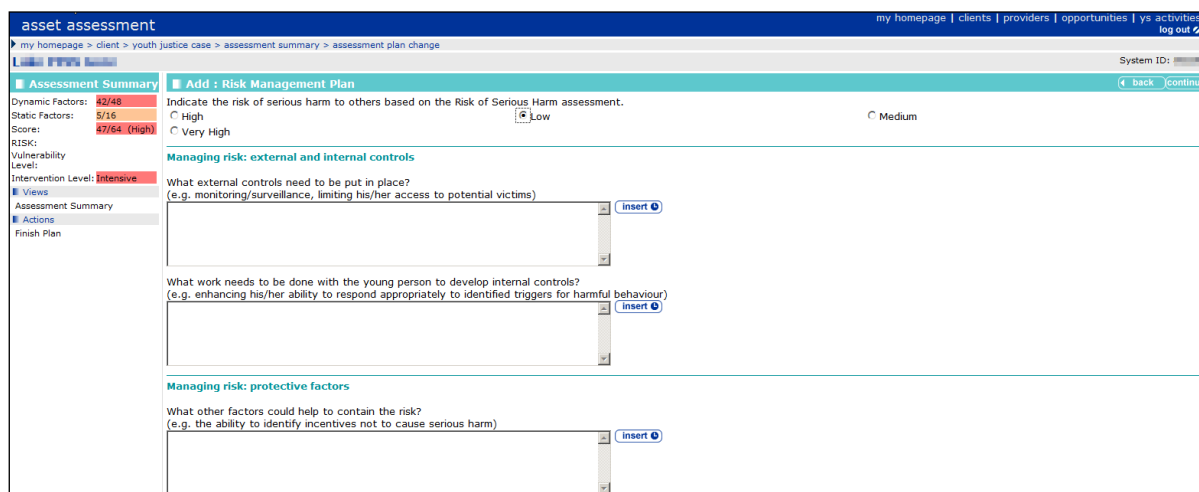 asset assessment
my homepage | clients | providers | opportunities | ys activities
log out
my homepage > client > youth justice case > assessment summary > assessment plan change
System ID:
Assessment Summary
Dynamic Factors: 42/48
Static Factors: 5/16
Score: 47/64 (High)
RISK:
Vulnerability
Level:
Intervention Level: Intensive
Views
Assessment Summary
Actions
Finish Plan
Add : Risk Management Plan
back continu
Indicate the risk of serious harm to others based on the Risk of Serious Harm assessment.
High Low Medium
Very High
Managing risk: external and internal controls
What external controls need to be put in place?
(e.g. monitoring/surveillance, limiting his/her access to potential victims)
insert
What work needs to be done with the young person to develop internal controls?
(e.g. enhancing his/her ability to respond appropriately to identified triggers for harmful behaviour)
insert
Managing risk: protective factors
What other factors could help to contain the risk?
(e.g. the ability to identify incentives not to cause serious harm)
insert